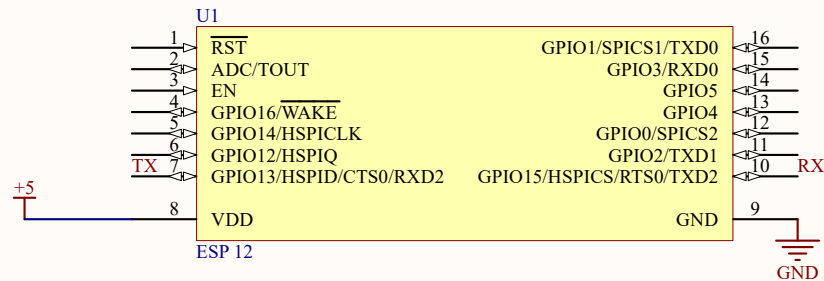 U1
1 RST GPIO1/SPICS1/TXD0 16
2 ADC/TOUT GPIO3/RXD0 15
3 EN GPIO5 14
4 GPIO16/WAKE GPIO4 13
5 GPIO14/HSPICLK GPIO0/SPICS2 12
6 GPIO12/HSPIQ GPIO2/TXD1 11
TX 7 GPIO13/HSPID/CTS0/RXD2 GPIO15/HSPICS/RTS0/TXD2 10 RX
+5
8 VDD GND 9
ESP 12
GND